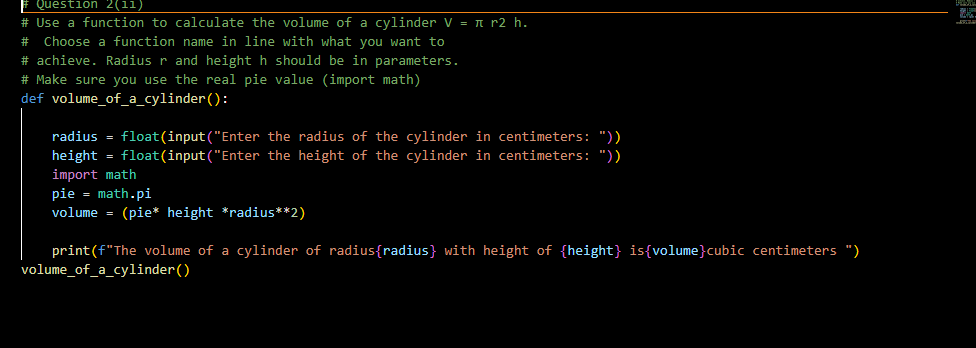 # Question 2(ii)
# Use a function to calculate the volume of a cylinder V = π r2 h.
#  Choose a function name in line with what you want to
# achieve. Radius r and height h should be in parameters.
# Make sure you use the real pie value (import math)
def volume_of_a_cylinder():
    radius = float(input("Enter the radius of the cylinder in centimeters: "))
    height = float(input("Enter the height of the cylinder in centimeters: "))
    import math
    pie = math.pi
    volume = (pie* height *radius**2)
    print(f"The volume of a cylinder of radius{radius} with height of {height} is{volume}cubic centimeters ")
volume_of_a_cylinder()